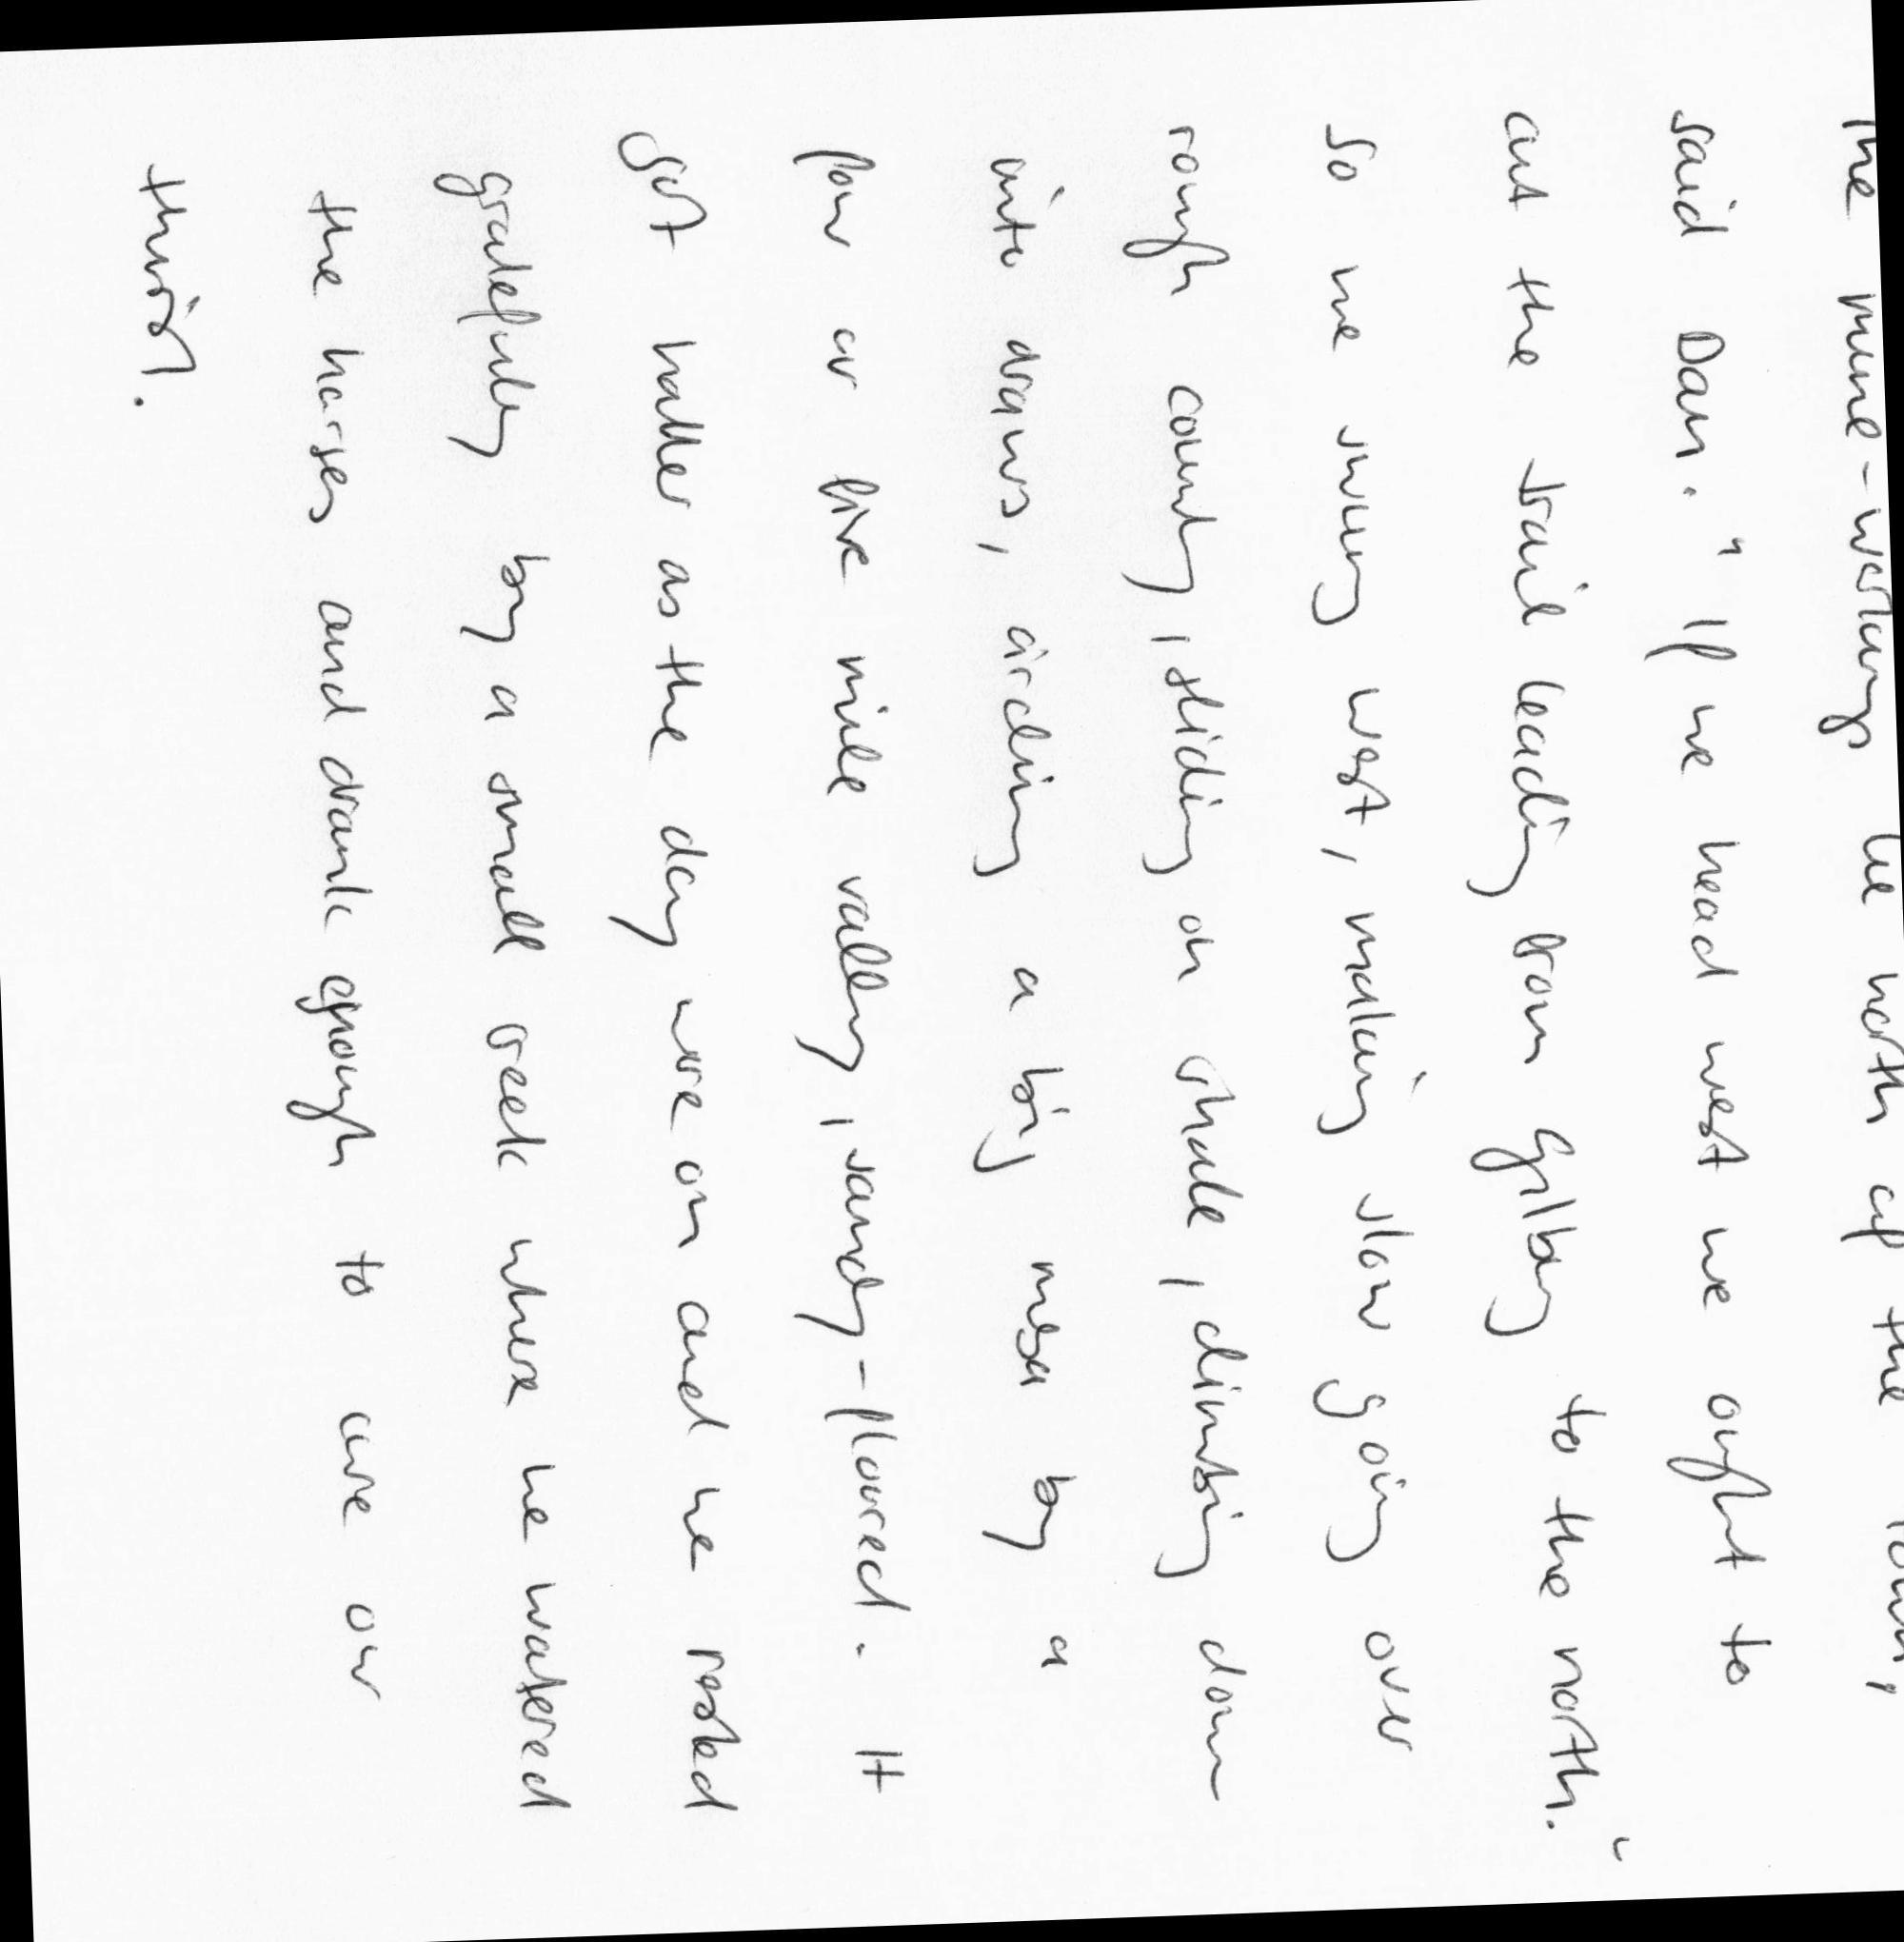 the mine-workings lie north of the town,
said Dan. "If we head west we ought to
cut the trail leading from Gilbey to the north."
So we swung west, making slow going over
rough country, sliding on shale, climbing down
into draws, circling a big mesa by a
four or five mile valley, sandy-floored. It
got hotter as the day wore on and we rested
gratefully by a small creek where we watered
the horses and drank enough to cure our
thirst.